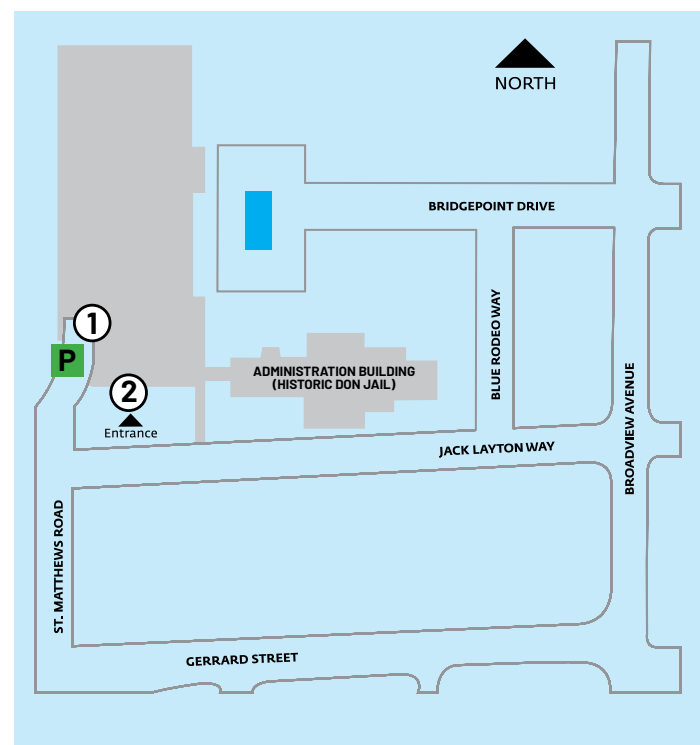 NORTH
BRIDGEPOINT DRIVE
1
P
BLUE RODEO WAY
ADMINISTRATION BUILDING
(HISTORIC DON JAIL)
2
Entrance
BROADVIEW AVENUE
JACK LAYTON WAY
ST. MATTHEWS ROAD
GERRARD STREET